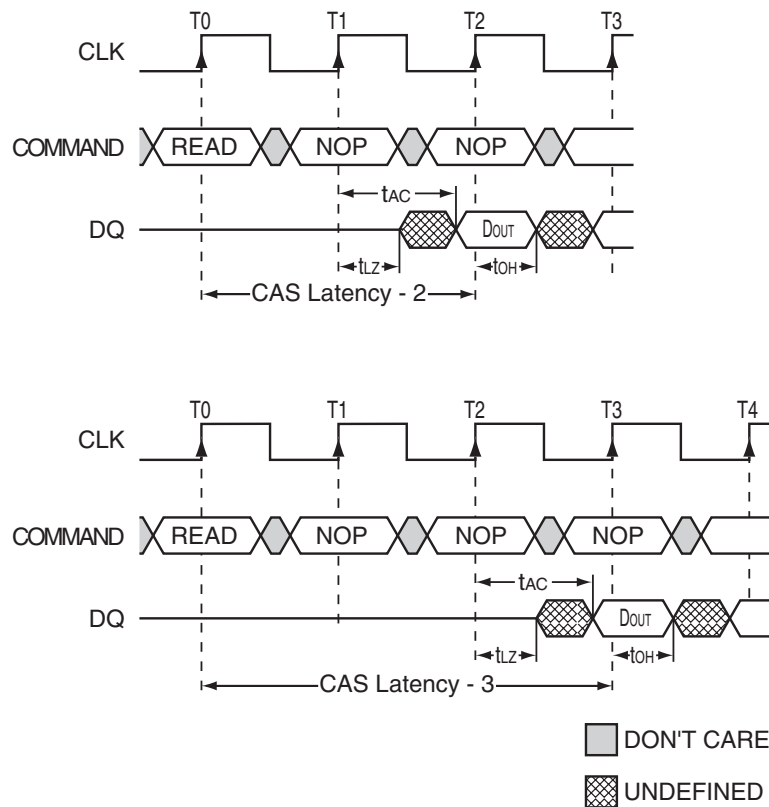 T0 T1 T2 T3
CLK
COMMAND READ NOP NOP
tAC
DQ DOUT
tLZ tOH
CAS Latency - 2
T0 T1 T2 T3 T4
CLK
COMMAND READ NOP NOP NOP
tAC
DQ DOUT
tLZ tOH
CAS Latency - 3
DON'T CARE
UNDEFINED